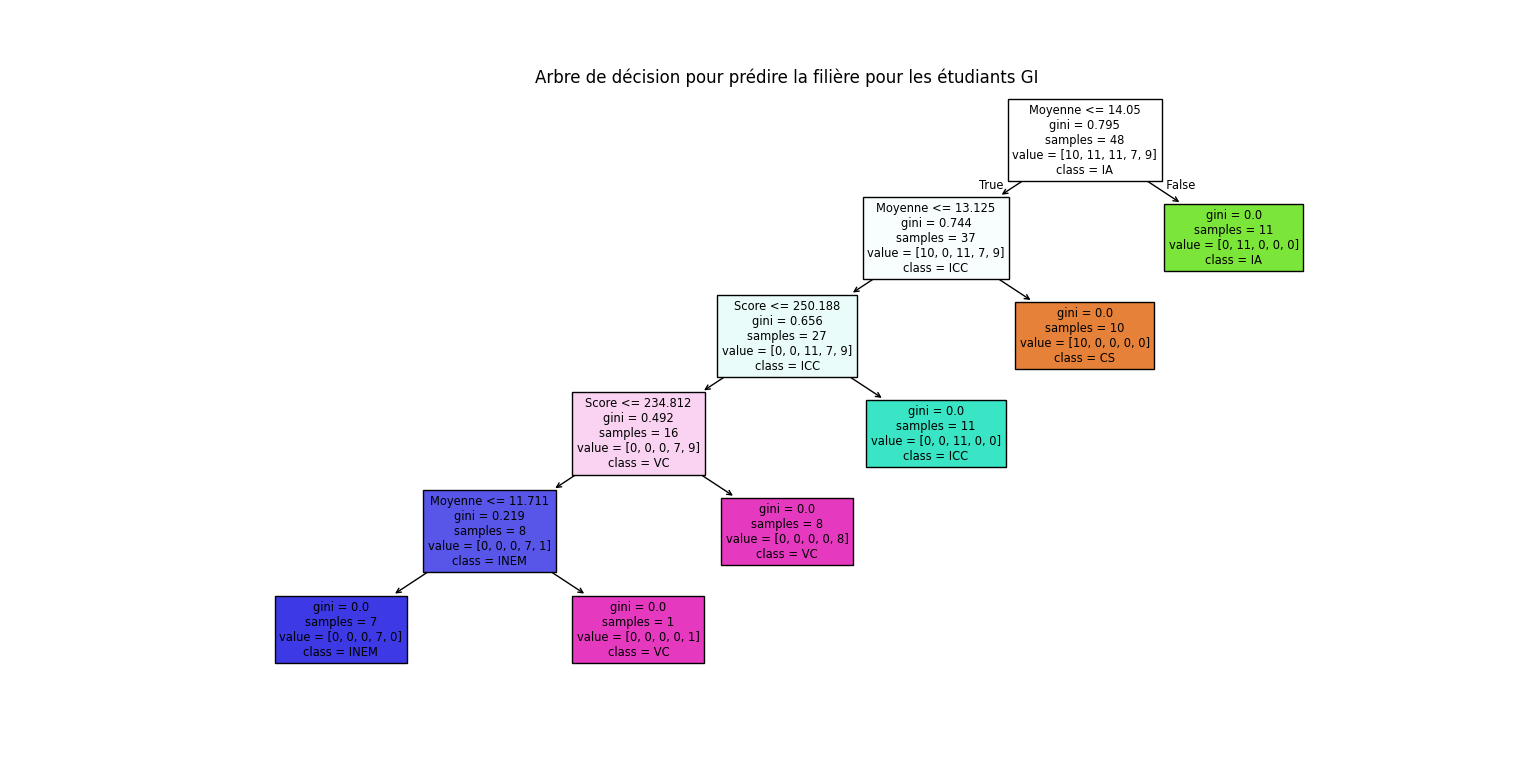 Arbre de décision pour prédire la filière pour les étudiants GI
Moyenne <= 14.05
gini = 0.795
samples = 48
value = [10, 11, 11, 7, 9]
class = IA
True
False
Moyenne <= 13.125
gini = 0.744
samples = 37
value = [10, 0, 11, 7, 9]
class = ICC
gini = 0.0
samples = 11
value = [0, 11, 0, 0, 0]
class = IA
Score <= 250.188
gini = 0.656
samples = 27
value = [0, 0, 11, 7, 9]
class = ICC
gini = 0.0
samples = 10
value = [10, 0, 0, 0, 0]
class = CS
Score <= 234.812
gini = 0.492
samples = 16
value = [0, 0, 0, 7, 9]
class = VC
gini = 0.0
samples = 11
value = [0, 0, 11, 0, 0]
class = ICC
Moyenne <= 11.711
gini = 0.219
samples = 8
value = [0, 0, 0, 7, 1]
class = INEM
gini = 0.0
samples = 8
value = [0, 0, 0, 0, 8]
class = VC
gini = 0.0
samples = 7
value = [0, 0, 0, 7, 0]
class = INEM
gini = 0.0
samples = 1
value = [0, 0, 0, 0, 1]
class = VC